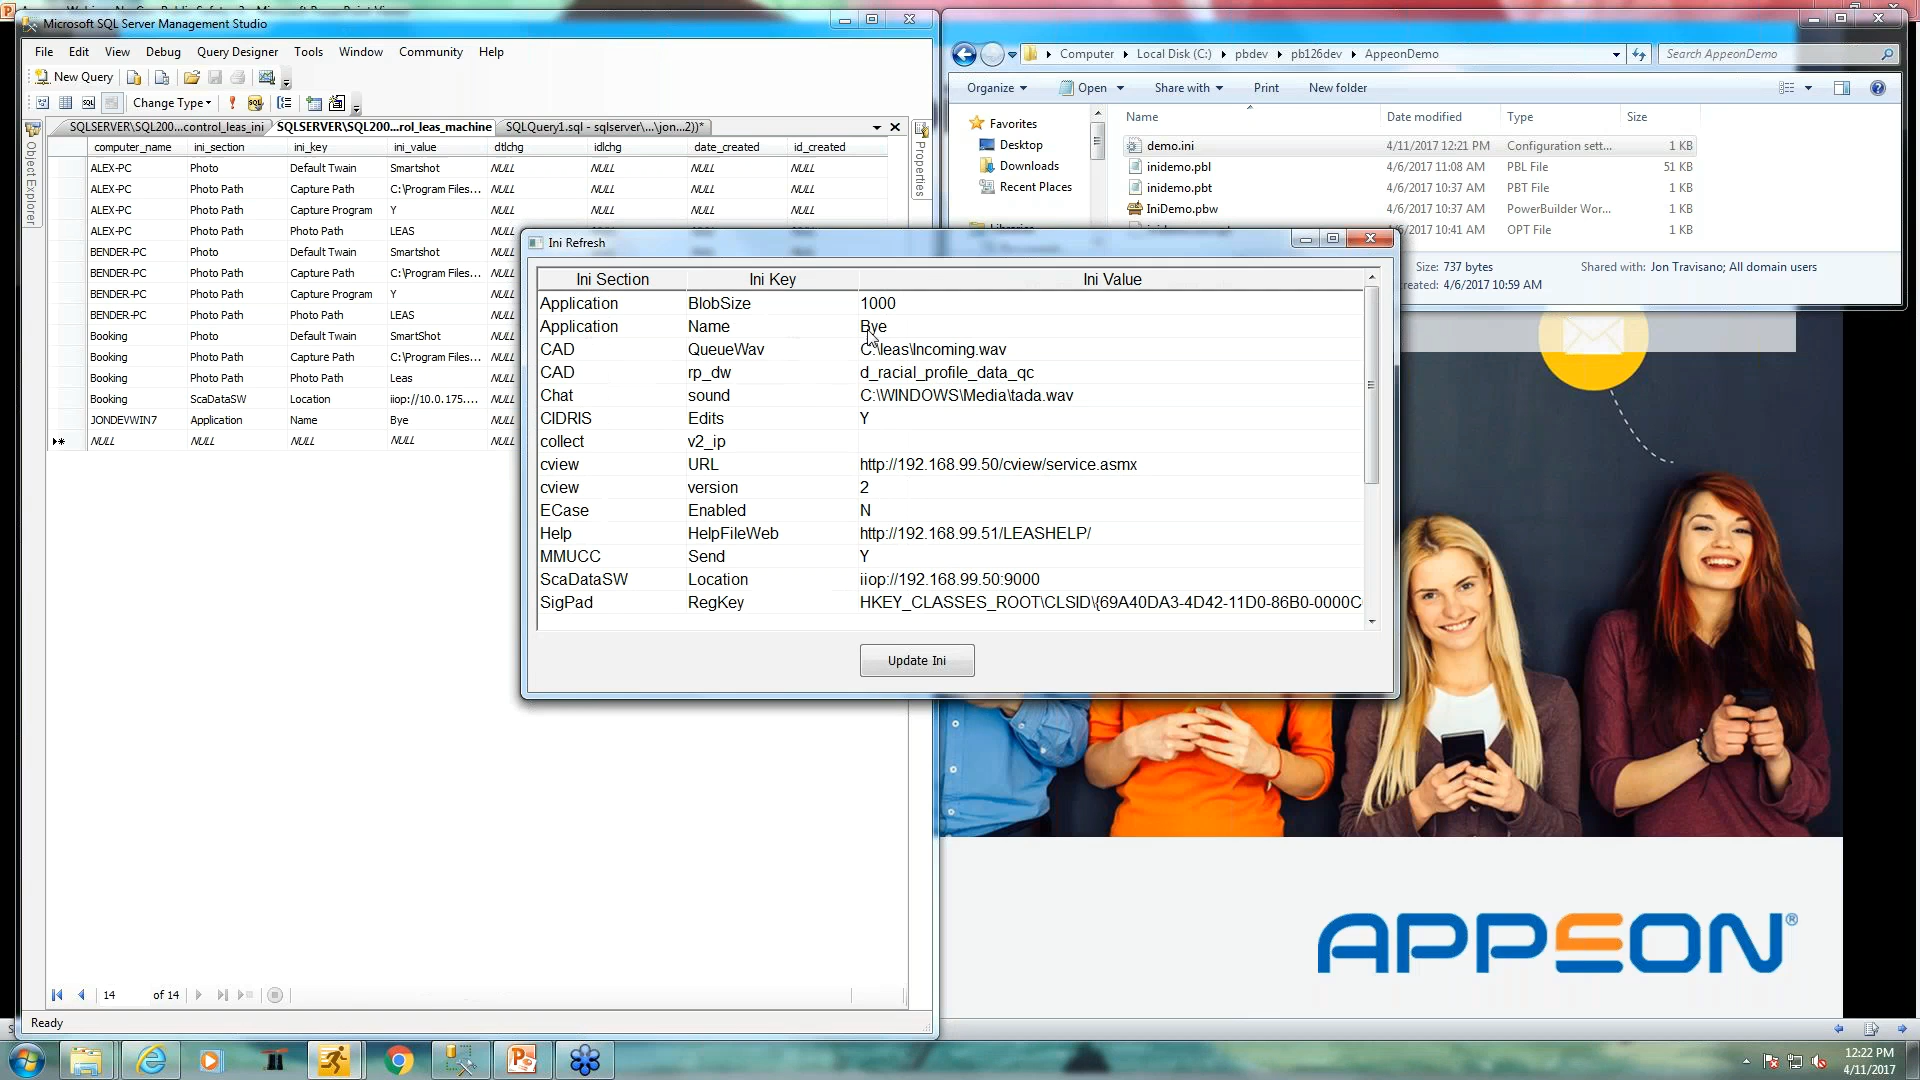 Microsoft SQL Server Management Studio
File Edit View Debug Query Designer Tools Window Community Help
New Query
Change Type
SQLSERVER\SQL200...control_leas_ini SQLSERVER\SQL200...rol_leas_machine SQLQuery1.sql - sqlserver\...\jon...2))*
Object Explorer
Properties
computer_name ini_section ini_key ini_value dtlchg idlchg date_created id_created
ALEX-PC Photo Default Twain Smartshot NULL NULL NULL NULL
ALEX-PC Photo Path Capture Path C:\Program Files... NULL NULL NULL NULL
ALEX-PC Photo Path Capture Program Y NULL NULL NULL NULL
ALEX-PC Photo Path Photo Path LEAS NULL NULL NULL NULL
BENDER-PC Photo Default Twain Smartshot NULL
BENDER-PC Photo Path Capture Path C:\Program Files... NULL
BENDER-PC Photo Path Capture Program Y NULL
BENDER-PC Photo Path Photo Path LEAS NULL
Booking Photo Default Twain SmartShot NULL
Booking Photo Path Capture Path C:\Program Files... NULL
Booking Photo Path Photo Path Leas NULL
Booking ScaDataSW Location iiop://10.0.175.... NULL
JONDEVWIN7 Application Name Bye NULL
NULL NULL NULL NULL NULL
14 of 14
Ready
Computer Local Disk (C:) pbdev pb126dev AppeonDemo
Search AppeonDemo
Organize Open Share with Print New folder
Favorites
Desktop
Downloads
Recent Places
Name Date modified Type Size
demo.ini 4/11/2017 12:21 PM Configuration sett... 1 KB
inidemo.pbl 4/6/2017 11:08 AM PBL File 51 KB
inidemo.pbt 4/6/2017 10:37 AM PBT File 1 KB
IniDemo.pbw 4/6/2017 10:37 AM PowerBuilder Wor... 1 KB
4/6/2017 10:41 AM OPT File 1 KB
Size: 737 bytes Shared with: Jon Travisano; All domain users
created: 4/6/2017 10:59 AM
Ini Refresh
Ini Section Ini Key Ini Value
Application BlobSize 1000
Application Name Bye
CAD QueueWav C:\leas\Incoming.wav
CAD rp_dw d_racial_profile_data_qc
Chat sound C:\WINDOWS\Media\tada.wav
CIDRIS Edits Y
collect v2_ip
cview URL http://192.168.99.50/cview/service.asmx
cview version 2
ECase Enabled N
Help HelpFileWeb http://192.168.99.51/LEASHELP/
MMUCC Send Y
ScaDataSW Location iiop://192.168.99.50:9000
SigPad RegKey HKEY_CLASSES_ROOT\CLSID\{69A40DA3-4D42-11D0-86B0-0000C
Update Ini
APPEON®
12:22 PM
4/11/2017